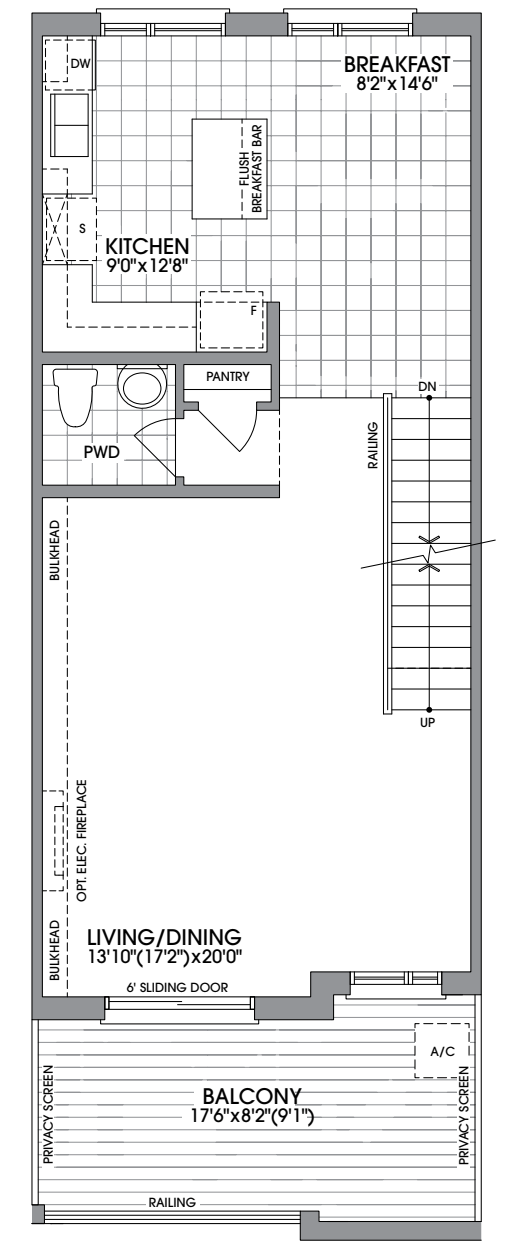 BREAKFAST
8'2"x14'6"
DW
FLUSH
BREAKFAST BAR
S
KITCHEN
9'0"x12'8"
F
PANTRY
DN
RAILING
PWD
BULKHEAD
UP
OPT. ELEC. FIREPLACE
BULKHEAD
LIVING/DINING
13'10"(17'2")x20'0"
6' SLIDING DOOR
A/C
PRIVACY SCREEN
BALCONY
17'6"x8'2"(9'1")
PRIVACY SCREEN
RAILING